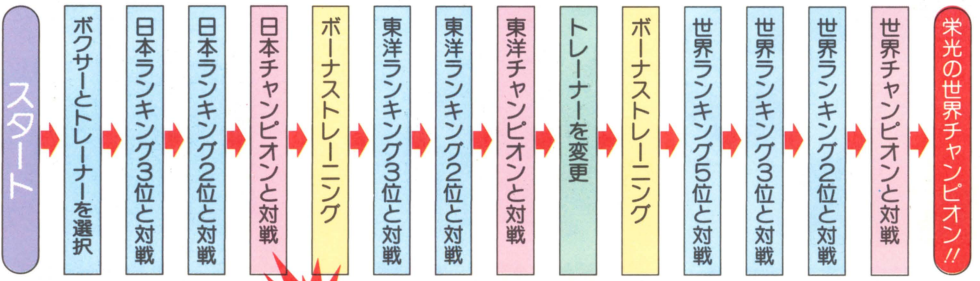 スタート
ボクサーとトレーナーを選択
日本ランキング3位と対戦
日本ランキング2位と対戦
日本チャンピオンと対戦
ボーナストレーニング
東洋ランキング3位と対戦
東洋ランキング2位と対戦
東洋チャンピオンと対戦
トレーナーを変更
ボーナストレーニング
世界ランキング5位と対戦
世界ランキング3位と対戦
世界ランキング2位と対戦
世界チャンピオンと対戦
栄光の世界チャンピオン!!